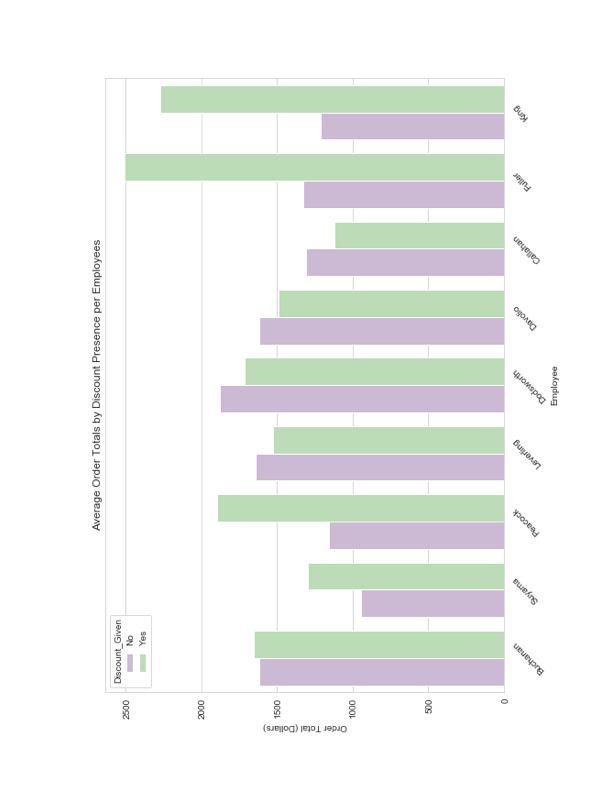 Average Order Totals by Discount Presence per Employees
Discount_Given
No
Yes
Order Total (Dollars)
2500
2000
1500
1000
500
0
Buchanan
Suyama
Peacock
Leverling
Dodsworth
Davolio
Callahan
Fuller
King
Employee